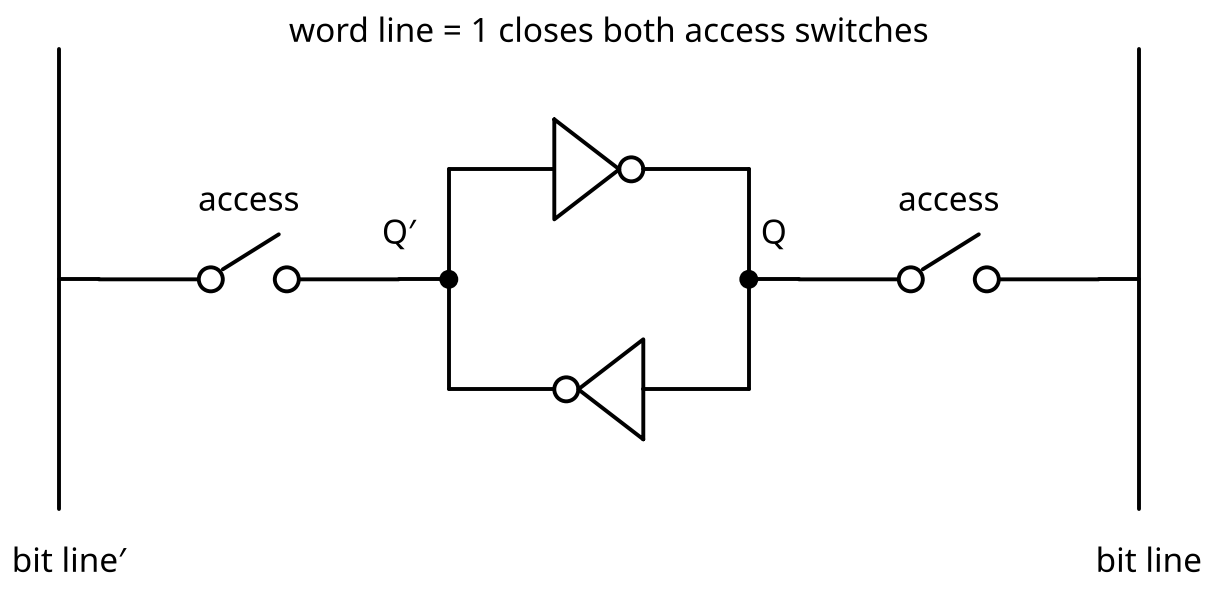 word line = 1 closes both access switches
access
access
Q′
Q
bit line′
bit line